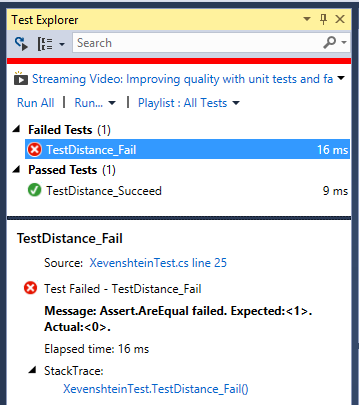 Test Explorer
Search
Streaming Video: Improving quality with unit tests and fa
Run All | Run... | Playlist : All Tests
Failed Tests (1)
TestDistance_Fail 16 ms
Passed Tests (1)
TestDistance_Succeed 9 ms
TestDistance_Fail
Source: XevenshteinTest.cs line 25
Test Failed - TestDistance_Fail
Message: Assert.AreEqual failed. Expected:<1>.
Actual:<0>.
Elapsed time: 16 ms
StackTrace:
XevenshteinTest.TestDistance_Fail()